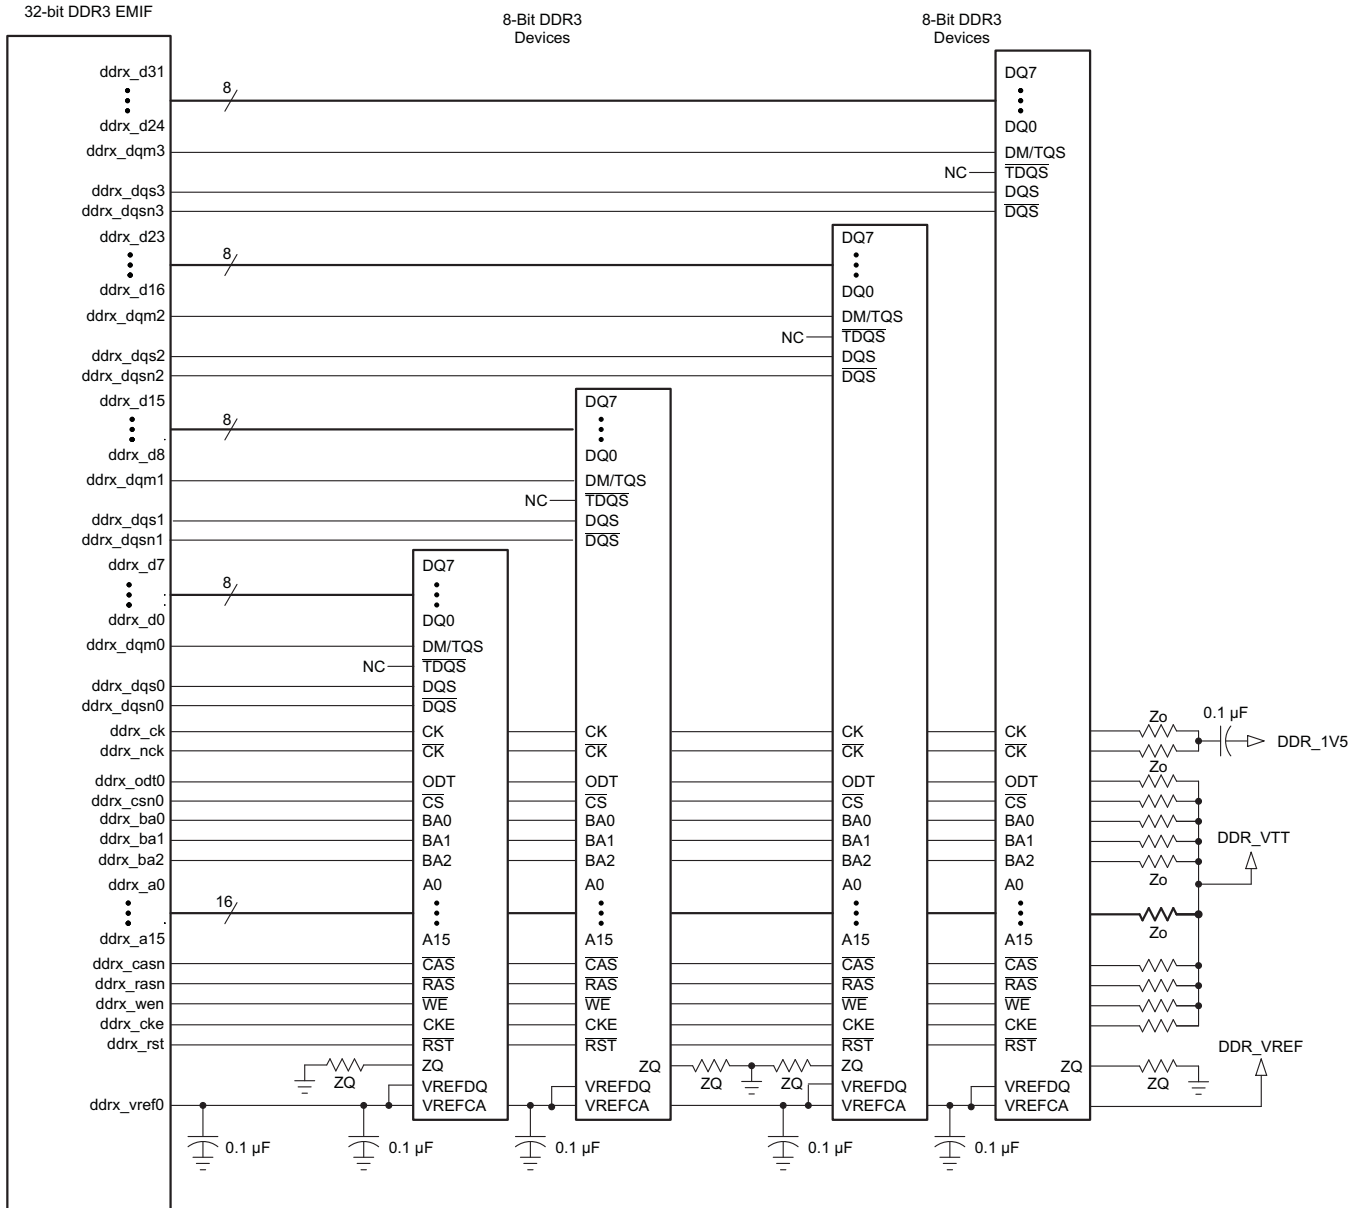 32-bit DDR3 EMIF
8-Bit DDR3
Devices
8-Bit DDR3
Devices
ddrx_d31
8
DQ7
ddrx_d24
DQ0
ddrx_dqm3
DM/TQS
NC
TDQS
ddrx_dqs3
DQS
ddrx_dqsn3
DQS
ddrx_d23
8
DQ7
ddrx_d16
DQ0
ddrx_dqm2
DM/TQS
NC
TDQS
ddrx_dqs2
DQS
ddrx_dqsn2
DQS
ddrx_d15
8
DQ7
ddrx_d8
DQ0
ddrx_dqm1
DM/TQS
NC
TDQS
ddrx_dqs1
DQS
ddrx_dqsn1
DQS
ddrx_d7
8
DQ7
ddrx_d0
DQ0
ddrx_dqm0
DM/TQS
NC
TDQS
ddrx_dqs0
DQS
ddrx_dqsn0
DQS
Zo 0.1 µF
ddrx_ck CK CK CK CK
DDR_1V5
ddrx_nck CK CK CK CK
Zo
ddrx_odt0 ODT ODT ODT ODT
ddrx_csn0 CS CS CS CS
ddrx_ba0 BA0 BA0 BA0 BA0
ddrx_ba1 BA1 BA1 BA1 BA1
DDR_VTT
ddrx_ba2 BA2 BA2 BA2 BA2
Zo
ddrx_a0 A0 A0 A0 A0
16
Zo
ddrx_a15 A15 A15 A15 A15
ddrx_casn CAS CAS CAS CAS
ddrx_rasn RAS RAS RAS RAS
ddrx_wen WE WE WE WE
ddrx_cke CKE CKE CKE CKE
ddrx_rst RST RST RST RST
DDR_VREF
ZQ ZQ ZQ ZQ
ZQ ZQ ZQ ZQ
VREFDQ VREFDQ VREFDQ VREFDQ
ddrx_vref0 VREFCA VREFCA VREFCA VREFCA
0.1 µF 0.1 µF 0.1 µF 0.1 µF 0.1 µF